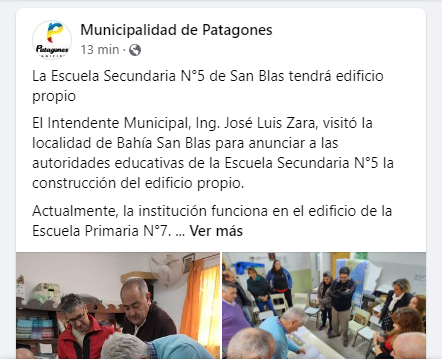 Municipalidad de Patagones
Patagones
13 min ·
La Escuela Secundaria N°5 de San Blas tendrá edificio
propio
El Intendente Municipal, Ing. José Luis Zara, visitó la
localidad de Bahía San Blas para anunciar a las
autoridades educativas de la Escuela Secundaria N°5 la
construcción del edificio propio.
Actualmente, la institución funciona en el edificio de la
Escuela Primaria N°7. ... Ver más